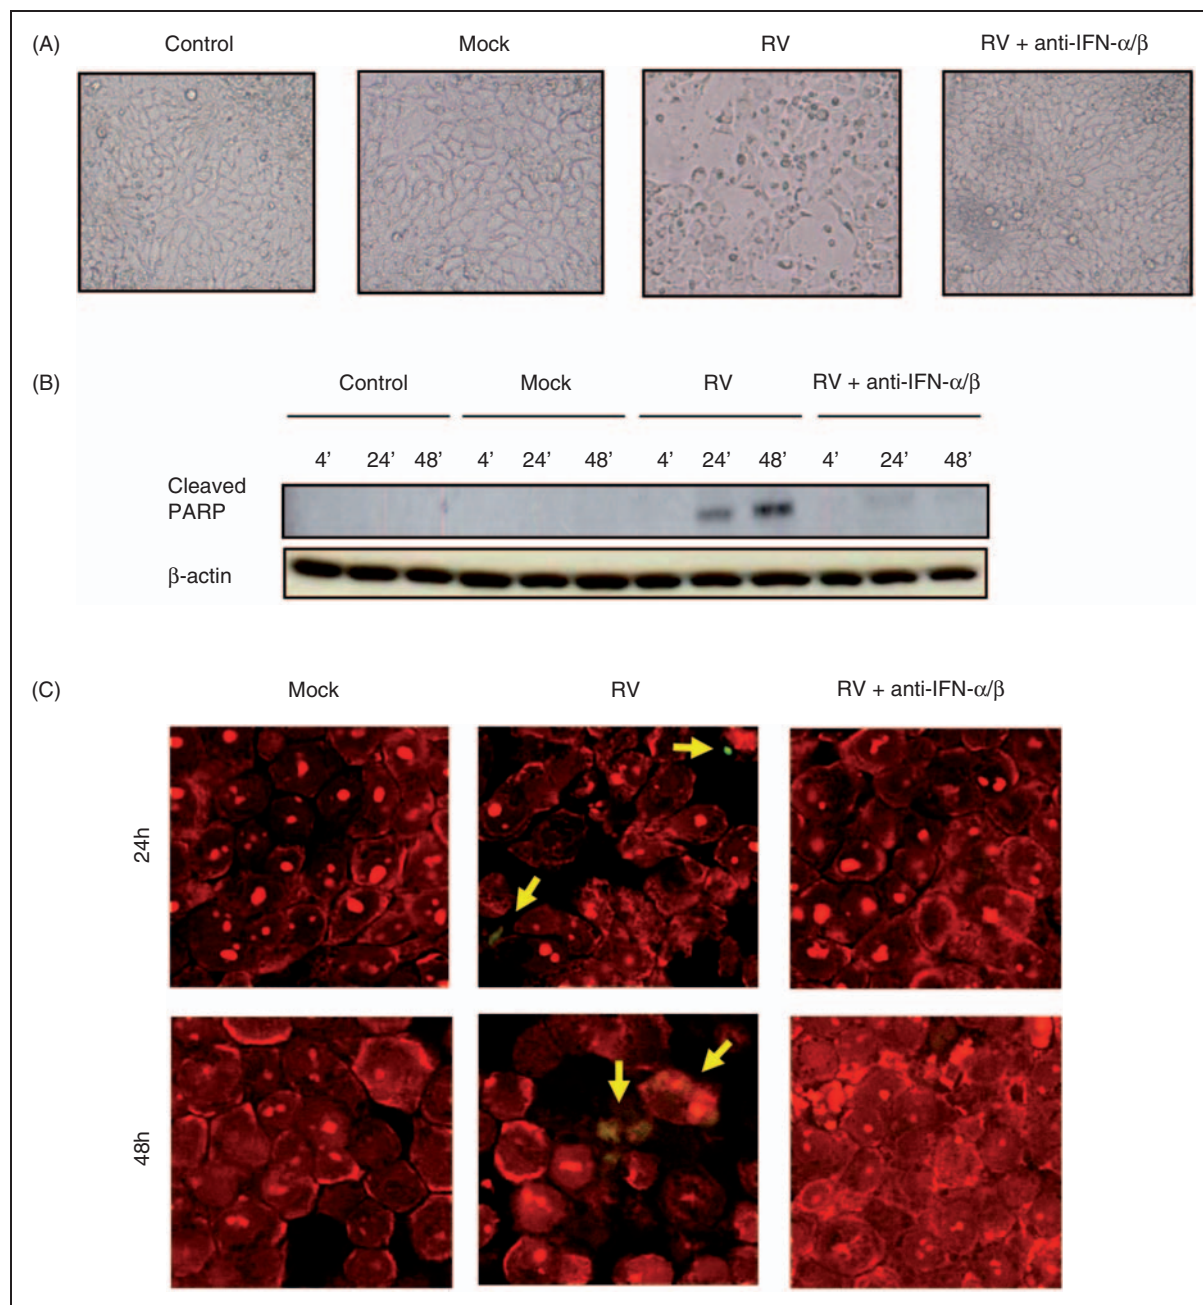 (A) Control Mock RV RV + anti-IFN-α/β
(B) Control Mock RV RV + anti-IFN-α/β
4’ 24’ 48’ 4’ 24’ 48’ 4’ 24’ 48’ 4’ 24’ 48’
Cleaved
PARP
β-actin
(C) Mock RV RV + anti-IFN-α/β
24h
48h